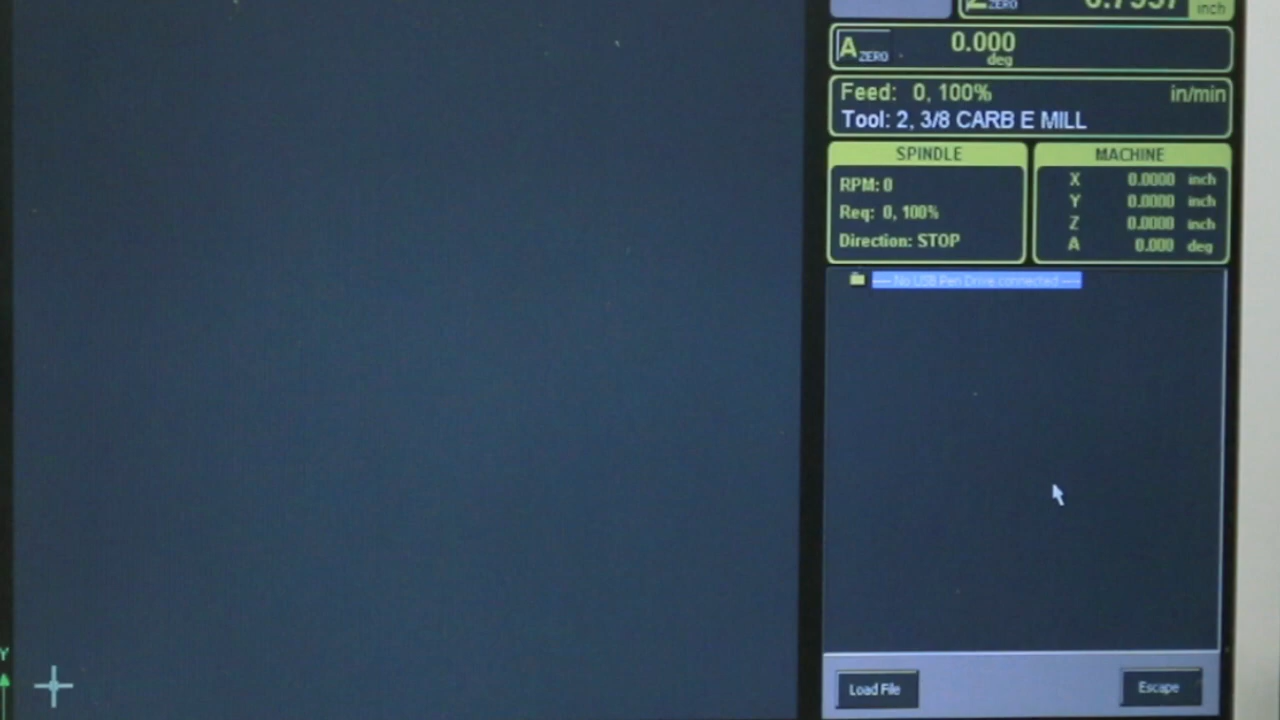 ZERO
inch
A ZERO 0.000
deg
Feed: 0, 100% in/min
Tool: 2, 3/8 CARB E MILL
SPINDLE
RPM: 0
Req: 0, 100%
Direction: STOP
MACHINE
X 0.0000 inch
Y 0.0000 inch
Z 0.0000 inch
A 0.000 deg
---- No USB Pen Drive connected ----
Y
Load File
Escape